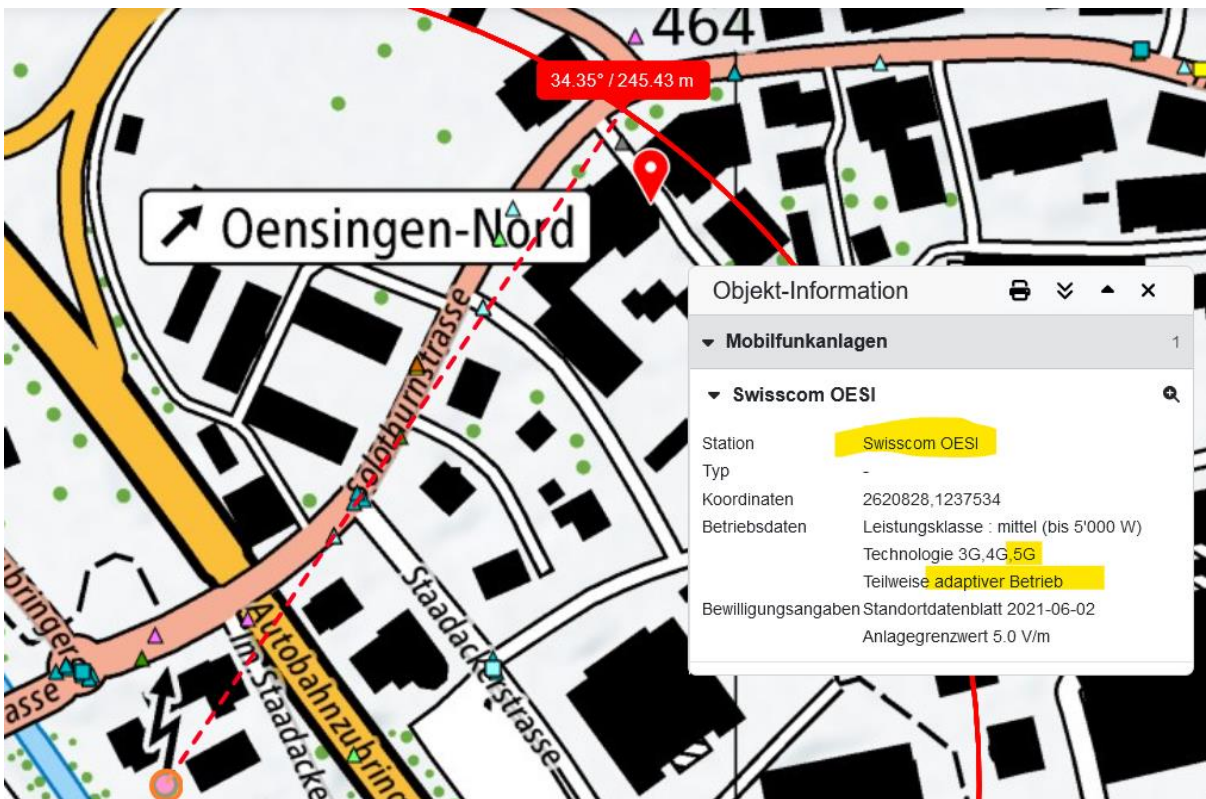 464
34.35° / 245.43 m
Oensingen-Nord
Solothurnstrasse
Objekt-Information
Mobilfunkanlagen 1
Swisscom OESI
Station Swisscom OESI
Typ -
Koordinaten 2620828,1237534
Betriebsdaten Leistungsklasse : mittel (bis 5'000 W)
Technologie 3G,4G,5G
Teilweise adaptiver Betrieb
Bewilligungsangaben Standortdatenblatt 2021-06-02
Anlagegrenzwert 5.0 V/m
Staadackerstrasse
Autobahnzubring
Im Staadacke
ubringer
asse